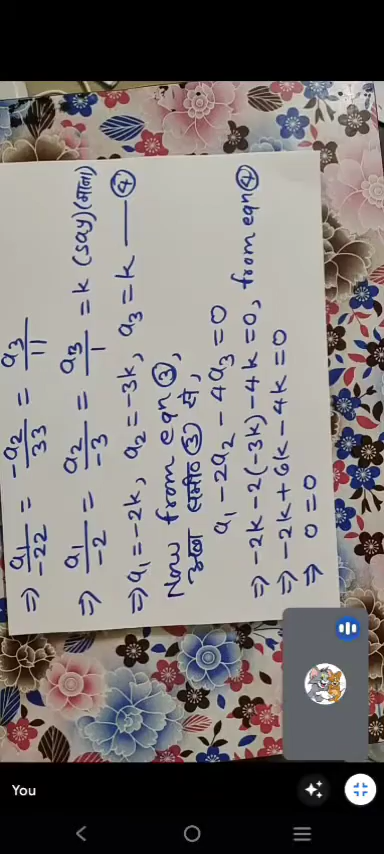 ⇒ a₁/-22 = -a₂/33 = a₃/11
⇒ a₁/-2 = a₂/-3 = a₃/1 = k (say) (माना)
⇒ a₁ = -2k, a₂ = -3k, a₃ = k —— ④
Now from eqn ③,
अब समी० ③ से,
a₁ - 2a₂ - 4a₃ = 0
⇒ -2k - 2(-3k) - 4k = 0, from eqn ④
⇒ -2k + 6k - 4k = 0
⇒ 0 = 0
You